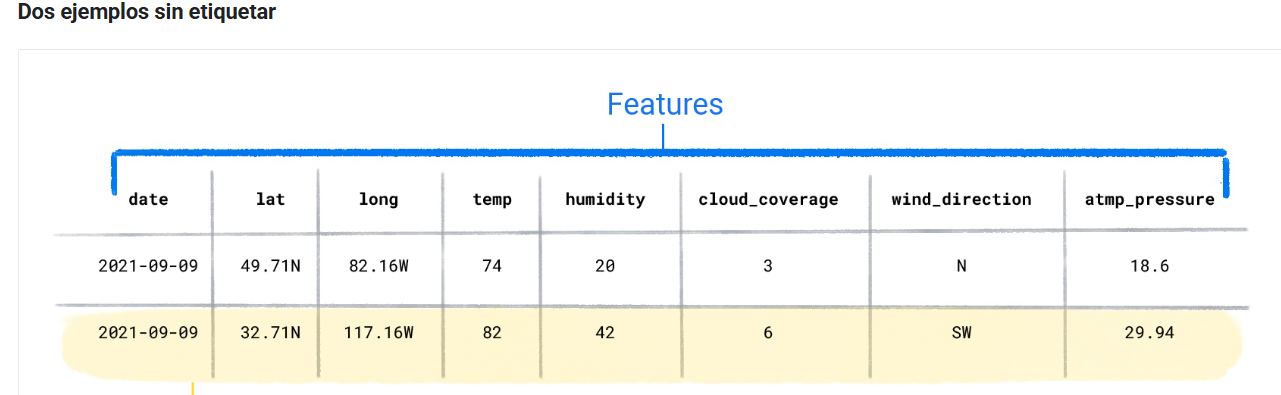 Dos ejemplos sin etiquetar
Features
date lat long temp humidity cloud_coverage wind_direction atmp_pressure
2021-09-09 49.71N 82.16W 74 20 3 N 18.6
2021-09-09 32.71N 117.16W 82 42 6 SW 29.94